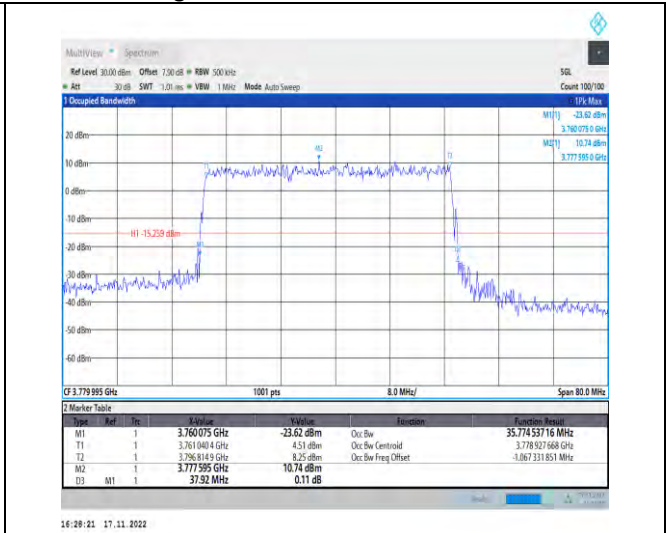 MultiView Spectrum
Ref Level 30.00 dBm Offset 7.90 dB RBW 500 kHz SGL
Att 30 dB SWT 1.01 ms VBW 1 MHz Mode Auto Sweep Count 100/100
1 Occupied Bandwidth 1Pk Max
M1[1] -23.62 dBm
3.760 075 0 GHz
M2[1] 10.74 dBm
3.777 595 0 GHz
20 dBm
10 dBm
0 dBm
-10 dBm
H1 -15.259 dBm
-20 dBm
-30 dBm
-40 dBm
-50 dBm
-60 dBm
M2
CF 3.779 995 GHz 1001 pts 8.0 MHz/ Span 80.0 MHz
2 Marker Table
Type Ref Trc X-Value Y-Value Function Function Result
M1 1 3.760 075 GHz -23.62 dBm Occ Bw 35.774 537 16 MHz
T1 1 3.761 040 4 GHz 4.51 dBm Occ Bw Centroid 3.778 927 668 GHz
T2 1 3.796 814 9 GHz 8.25 dBm Occ Bw Freq Offset -1.067 331 851 MHz
M2 1 3.777 595 GHz 10.74 dBm
D3 M1 1 37.92 MHz 0.11 dB
16:28:21 17.11.2022